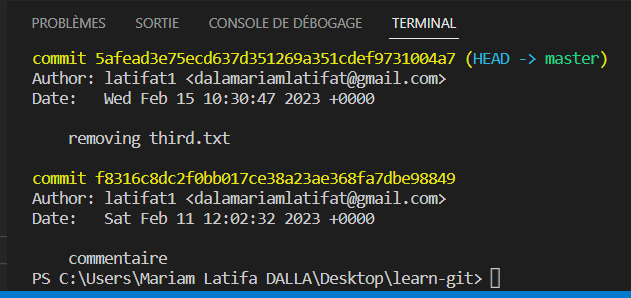 PROBLÈMES SORTIE CONSOLE DE DÉBOGAGE TERMINAL
commit 5afead3e75ecd637d351269a351cdef9731004a7 (HEAD -> master)
Author: latifat1 <dalamariamlatifat@gmail.com>
Date:   Wed Feb 15 10:30:47 2023 +0000
removing third.txt
commit f8316c8dc2f0bb017ce38a23ae368fa7dbe98849
Author: latifat1 <dalamariamlatifat@gmail.com>
Date:   Sat Feb 11 12:02:32 2023 +0000
commentaire
PS C:\Users\Mariam Latifa DALLA\Desktop\learn-git>